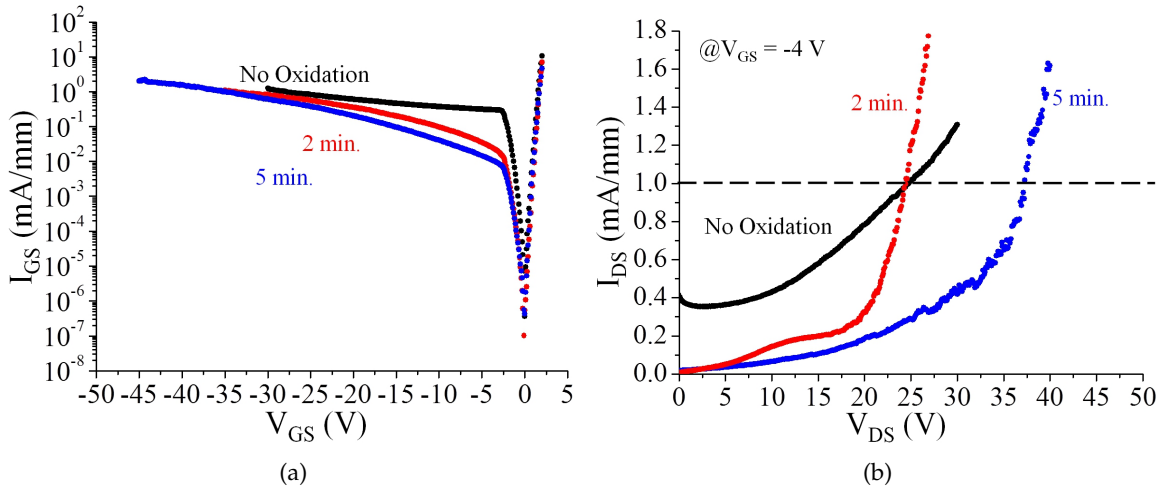 10²
10¹
10⁰
10⁻¹
10⁻²
10⁻³
10⁻⁴
10⁻⁵
10⁻⁶
10⁻⁷
10⁻⁸
I_GS (mA/mm)
No Oxidation
2 min.
5 min.
-50 -45 -40 -35 -30 -25 -20 -15 -10 -5 0 5
V_GS (V)
(a)
1.8
1.6
1.4
1.2
1.0
0.8
0.6
0.4
0.2
0.0
I_DS (mA/mm)
@V_GS = -4 V
2 min.
5 min.
No Oxidation
0 5 10 15 20 25 30 35 40 45 50
V_DS (V)
(b)